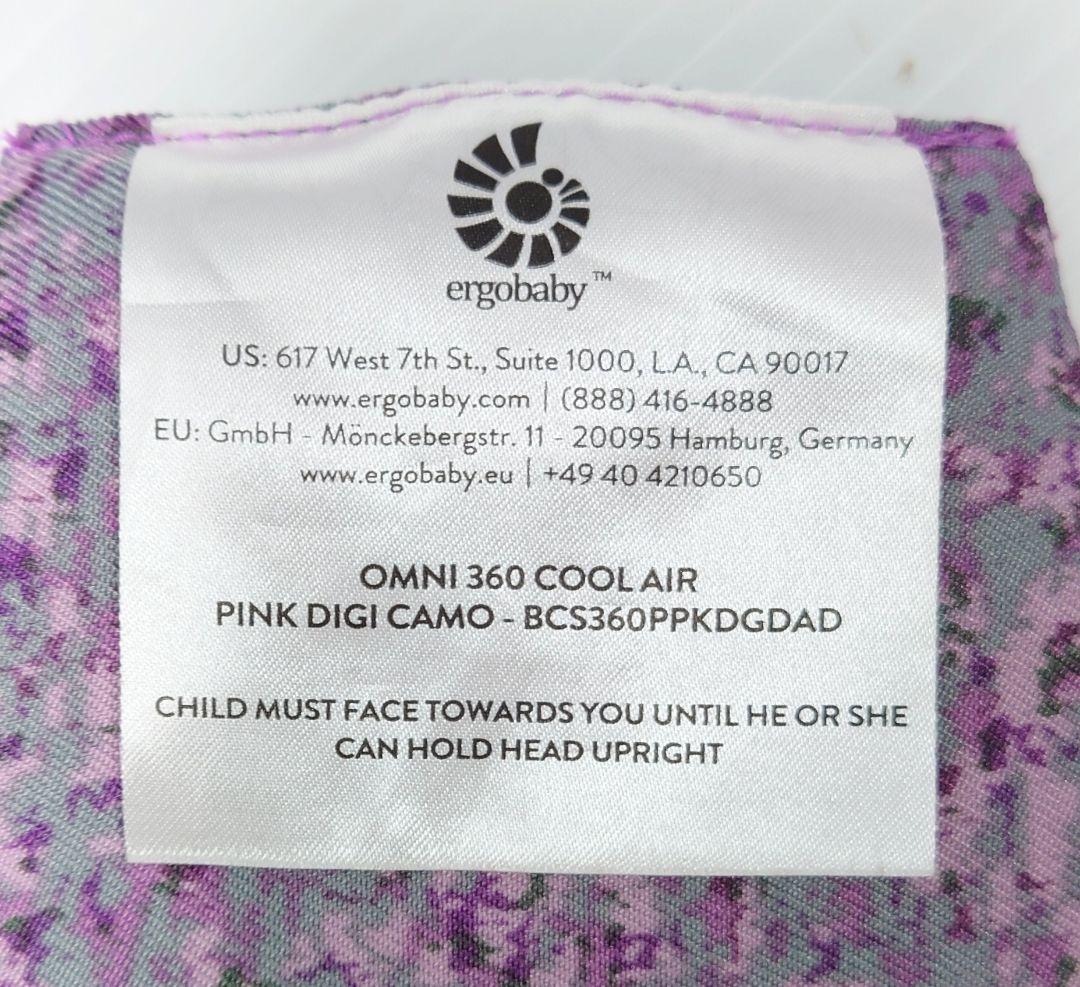 ergobaby™
US: 617 West 7th St., Suite 1000, L.A., CA 90017
www.ergobaby.com | (888) 416-4888
EU: GmbH - Mönckebergstr. 11 - 20095 Hamburg, Germany
www.ergobaby.eu | +49 40 4210650
OMNI 360 COOL AIR
PINK DIGI CAMO - BCS360PPKDGDAD
CHILD MUST FACE TOWARDS YOU UNTIL HE OR SHE
CAN HOLD HEAD UPRIGHT